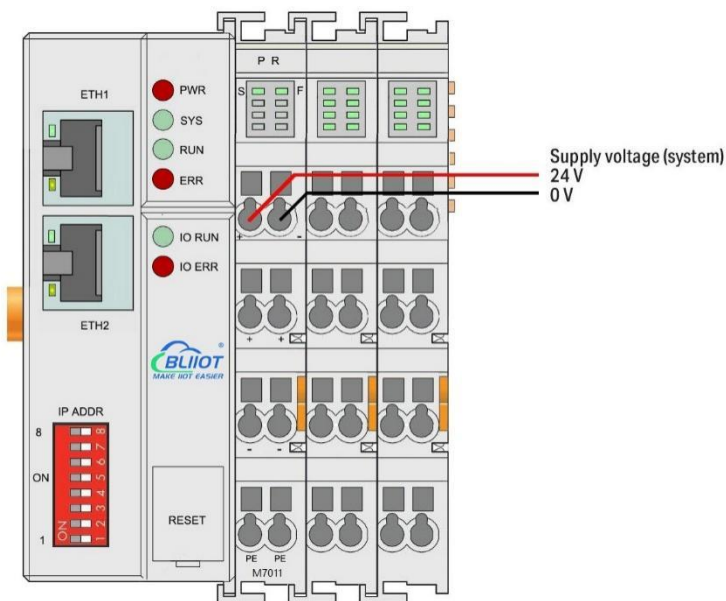 ETH1
ETH2
IP ADDR
8
ON
1
ON
8
7
6
5
4
3
2
1
PWR
SYS
RUN
ERR
IO RUN
IO ERR
BLIIOT®
MAKE IIOT EASIER
RESET
P R
S F
+ -
+ +
- -
PE PE
M7011
Supply voltage (system)
24 V
0 V